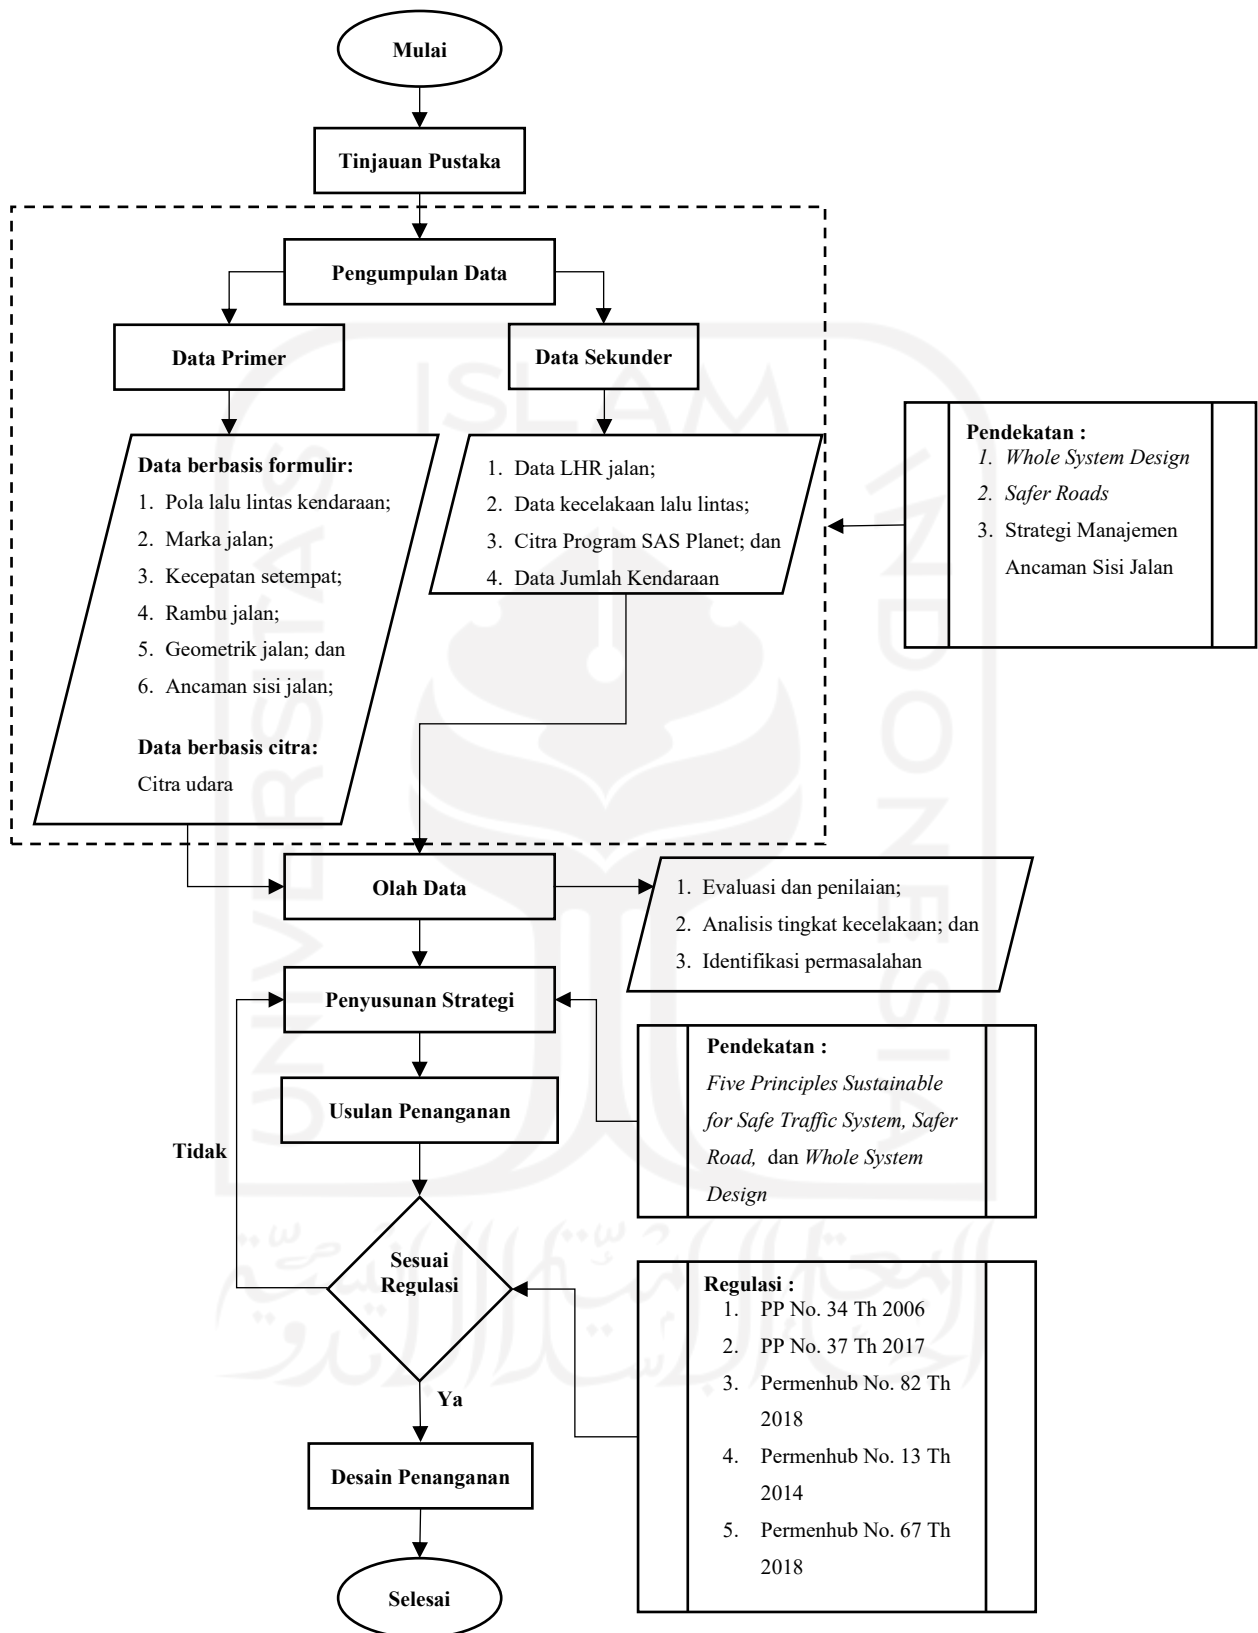 Mulai
Tinjauan Pustaka
Pengumpulan Data
Data Primer
Data Sekunder
Data berbasis formulir:
1. Pola lalu lintas kendaraan;
2. Marka jalan;
3. Kecepatan setempat;
4. Rambu jalan;
5. Geometrik jalan; dan
6. Ancaman sisi jalan;
Data berbasis citra:
Citra udara
1. Data LHR jalan;
2. Data kecelakaan lalu lintas;
3. Citra Program SAS Planet; dan
4. Data Jumlah Kendaraan
Pendekatan :
1. Whole System Design
2. Safer Roads
3. Strategi Manajemen
Ancaman Sisi Jalan
Olah Data
1. Evaluasi dan penilaian;
2. Analisis tingkat kecelakaan; dan
3. Identifikasi permasalahan
Penyusunan Strategi
Pendekatan :
Five Principles Sustainable
for Safe Traffic System, Safer
Road, dan Whole System
Design
Usulan Penanganan
Tidak
Sesuai
Regulasi
Regulasi :
1. PP No. 34 Th 2006
2. PP No. 37 Th 2017
3. Permenhub No. 82 Th
2018
4. Permenhub No. 13 Th
2014
5. Permenhub No. 67 Th
2018
Ya
Desain Penanganan
Selesai
UNIVERSITAS
ISLAM
INDONESIA